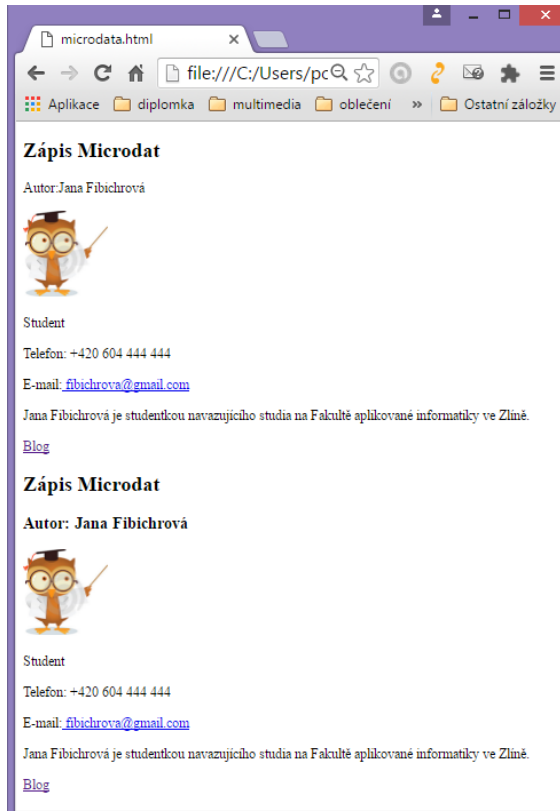 microdata.html
file:///C:/Users/pc
Aplikace diplomka multimedia oblečení » Ostatní záložky
Zápis Microdat
Autor:Jana Fibichrová
Student
Telefon: +420 604 444 444
E-mail: fibichrova@gmail.com
Jana Fibichrová je studentkou navazujícího studia na Fakultě aplikované informatiky ve Zlíně.
Blog
Zápis Microdat
Autor: Jana Fibichrová
Student
Telefon: +420 604 444 444
E-mail: fibichrova@gmail.com
Jana Fibichrová je studentkou navazujícího studia na Fakultě aplikované informatiky ve Zlíně.
Blog